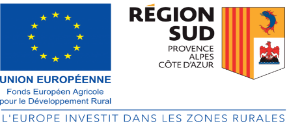 UNION EUROPÉENNE
Fonds Européen Agricole
pour le Développement Rural
RÉGION
SUD
PROVENCE
ALPES
CÔTE D'AZUR
L'EUROPE INVESTIT DANS LES ZONES RURALES